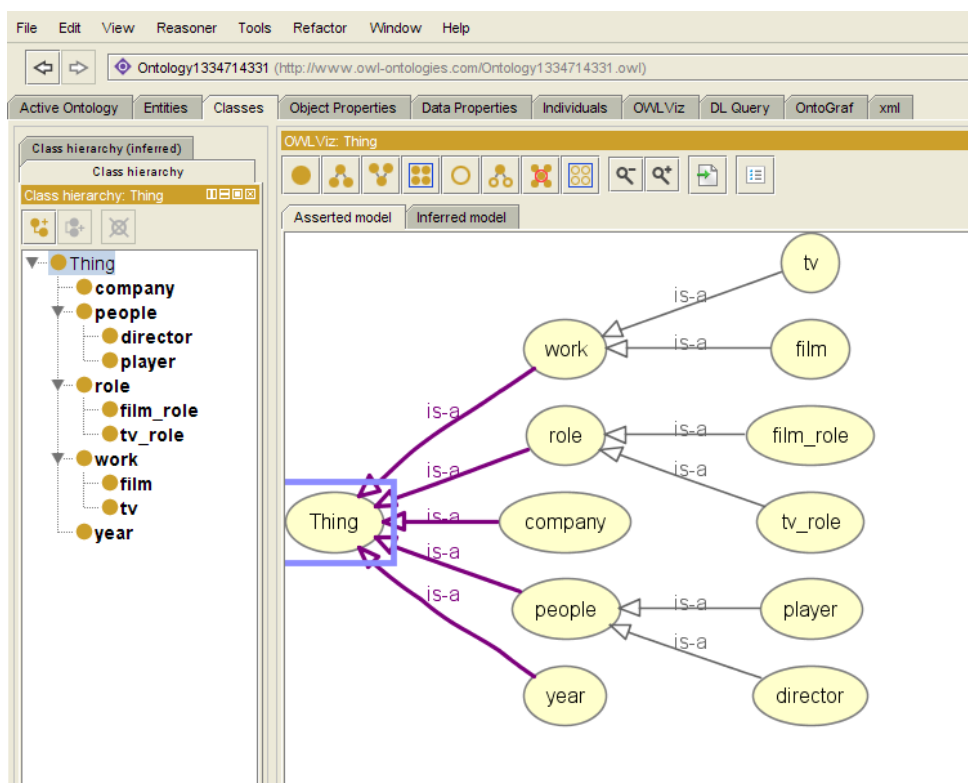 File Edit View Reasoner Tools Refactor Window Help
Ontology1334714331 (http://www.owl-ontologies.com/Ontology1334714331.owl)
Active Ontology Entities Classes Object Properties Data Properties Individuals OWLViz DL Query OntoGraf xml
Class hierarchy (inferred)
Class hierarchy
Class hierarchy: Thing
Thing
company
people
director
player
role
film_role
tv_role
work
film
tv
year
OWLViz: Thing
Asserted model Inferred model
tv
is-a
work is-a film
is-a
role is-a film_role
is-a is-a
Thing is-a company tv_role
is-a
people is-a player
is-a is-a
year director